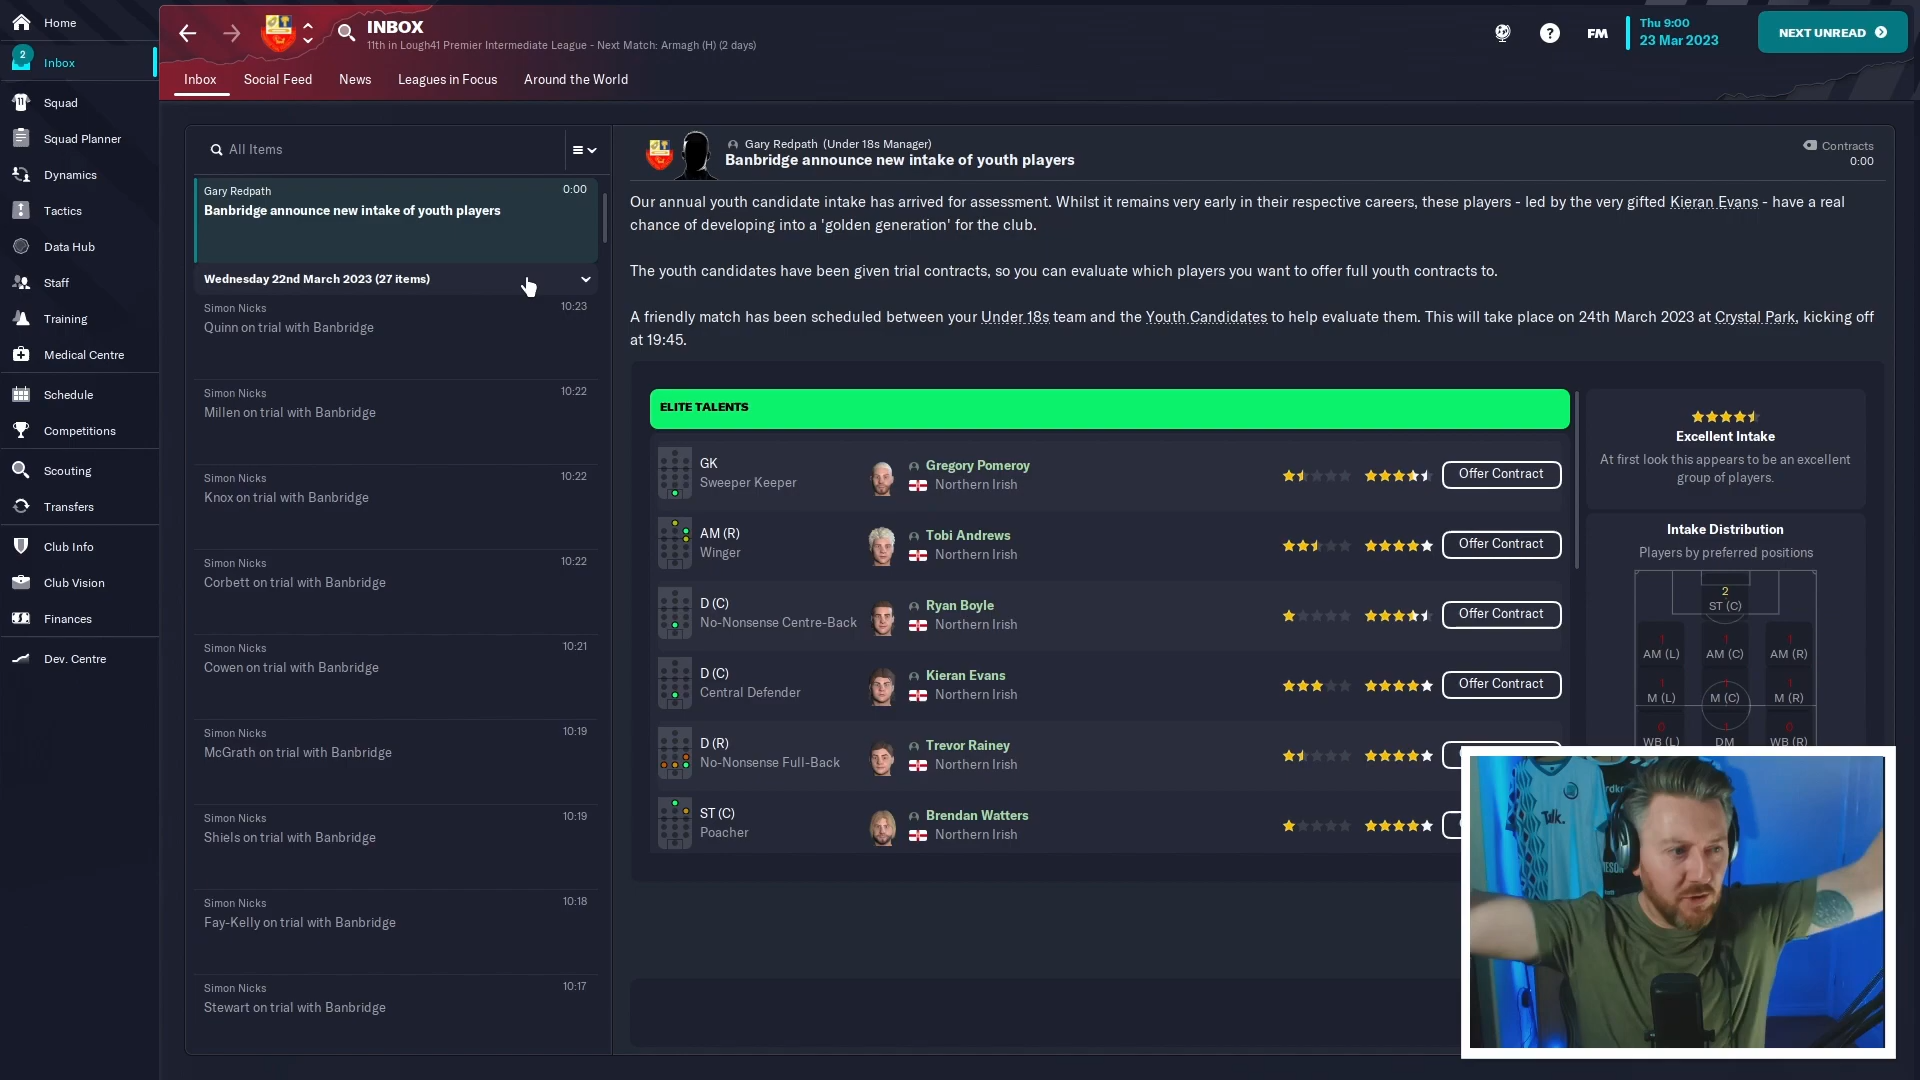 Home
2
Inbox
Squad
Squad Planner
Dynamics
Tactics
Data Hub
Staff
Training
Medical Centre
Schedule
Competitions
Scouting
Transfers
Club Info
Club Vision
Finances
Dev. Centre
INBOX
11th in Lough41 Premier Intermediate League - Next Match: Armagh (H) (2 days)
FM
Thu 9:00
23 Mar 2023
NEXT UNREAD
Inbox Social Feed News Leagues in Focus Around the World
All Items
Gary Redpath 0:00
Banbridge announce new intake of youth players
Wednesday 22nd March 2023 (27 items)
Simon Nicks 10:23
Quinn on trial with Banbridge
Simon Nicks 10:22
Millen on trial with Banbridge
Simon Nicks 10:22
Knox on trial with Banbridge
Simon Nicks 10:22
Corbett on trial with Banbridge
Simon Nicks 10:21
Cowen on trial with Banbridge
Simon Nicks 10:19
McGrath on trial with Banbridge
Simon Nicks 10:19
Shiels on trial with Banbridge
Simon Nicks 10:18
Fay-Kelly on trial with Banbridge
Simon Nicks 10:17
Stewart on trial with Banbridge
Gary Redpath (Under 18s Manager)
Banbridge announce new intake of youth players
Contracts
0:00
Our annual youth candidate intake has arrived for assessment. Whilst it remains very early in their respective careers, these players - led by the very gifted Kieran Evans - have a real
chance of developing into a 'golden generation' for the club.
The youth candidates have been given trial contracts, so you can evaluate which players you want to offer full youth contracts to.
A friendly match has been scheduled between your Under 18s team and the Youth Candidates to help evaluate them. This will take place on 24th March 2023 at Crystal Park, kicking off
at 19:45.
ELITE TALENTS
GK Gregory Pomeroy
Sweeper Keeper Northern Irish Offer Contract
AM (R) Tobi Andrews
Winger Northern Irish Offer Contract
D (C) Ryan Boyle
No-Nonsense Centre-Back Northern Irish Offer Contract
D (C) Kieran Evans
Central Defender Northern Irish Offer Contract
D (R) Trevor Rainey
No-Nonsense Full-Back Northern Irish
ST (C) Brendan Watters
Poacher Northern Irish
Excellent Intake
At first look this appears to be an excellent
group of players.
Intake Distribution
Players by preferred positions
2
ST (C)
1 1 1
AM (L) AM (C) AM (R)
1 1 1
M (L) M (C) M (R)
0 1 0
WB (L) DM WB (R)
Talk.